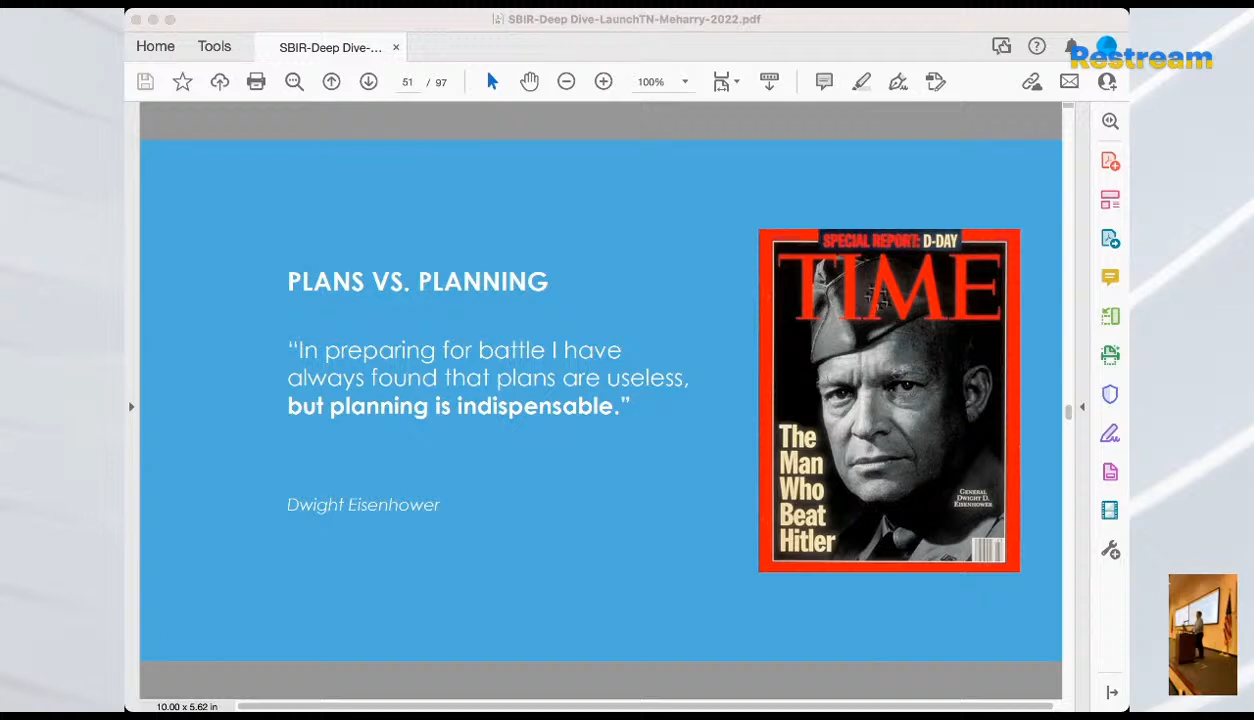 SBIR-Deep Dive-LaunchTN-Meharry-2022.pdf
Home Tools SBIR-Deep Dive-... ×
Restream
51 / 97 100%
SPECIAL REPORT: D-DAY
TIME
PLANS VS. PLANNING
“In preparing for battle I have
always found that plans are useless,
but planning is indispensable.”
Dwight Eisenhower
The
Man
Who
Beat
Hitler
GENERAL
DWIGHT D.
EISENHOWER
10.00 x 5.62 in